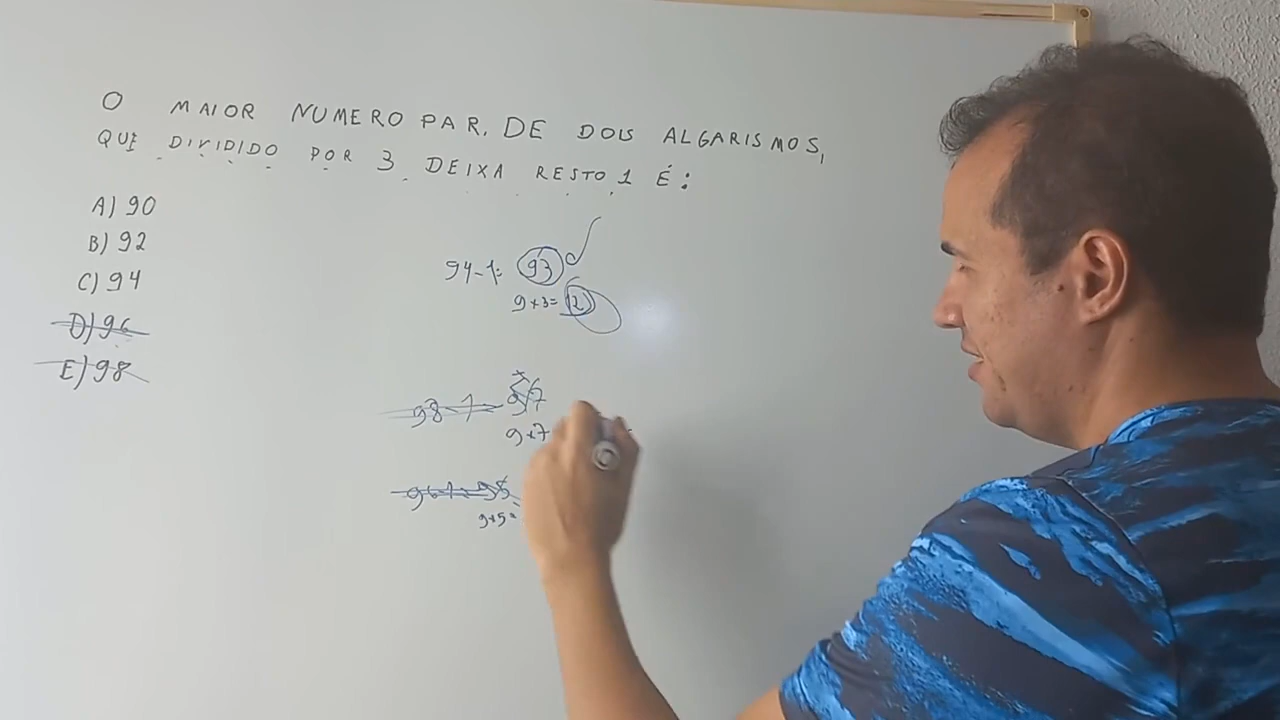 O MAIOR NUMERO PAR, DE DOIS ALGARISMOS,
QUE DIVIDIDO POR 3, DEIXA RESTO 1 É:
A) 90
B) 92
C) 94
D) 96
E) 98
94-1= 93
9+3=12
98-1=97
9+7
96-1=95
9+5=